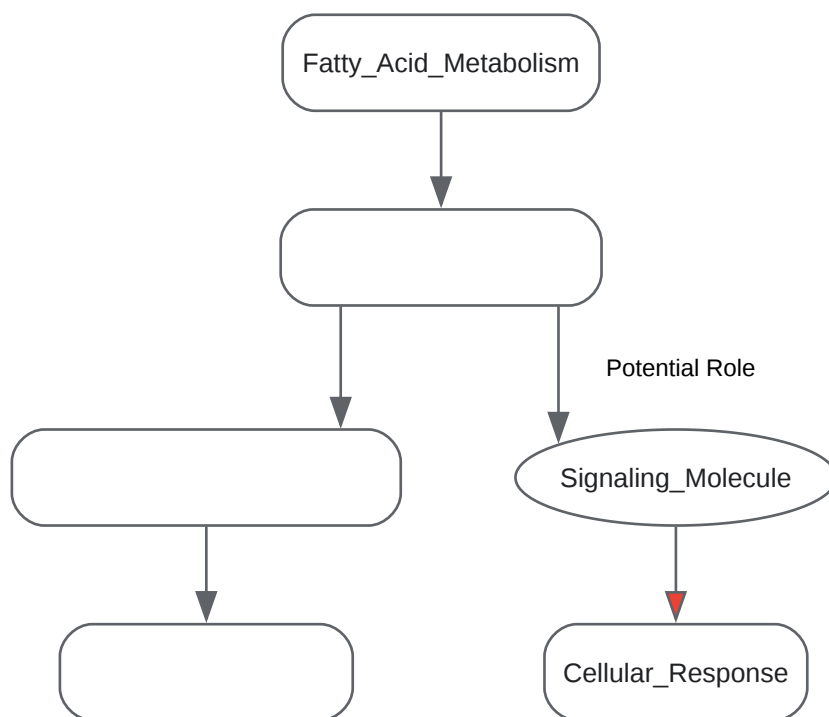 Fatty_Acid_Metabolism
Potential Role
Signaling_Molecule
Cellular_Response